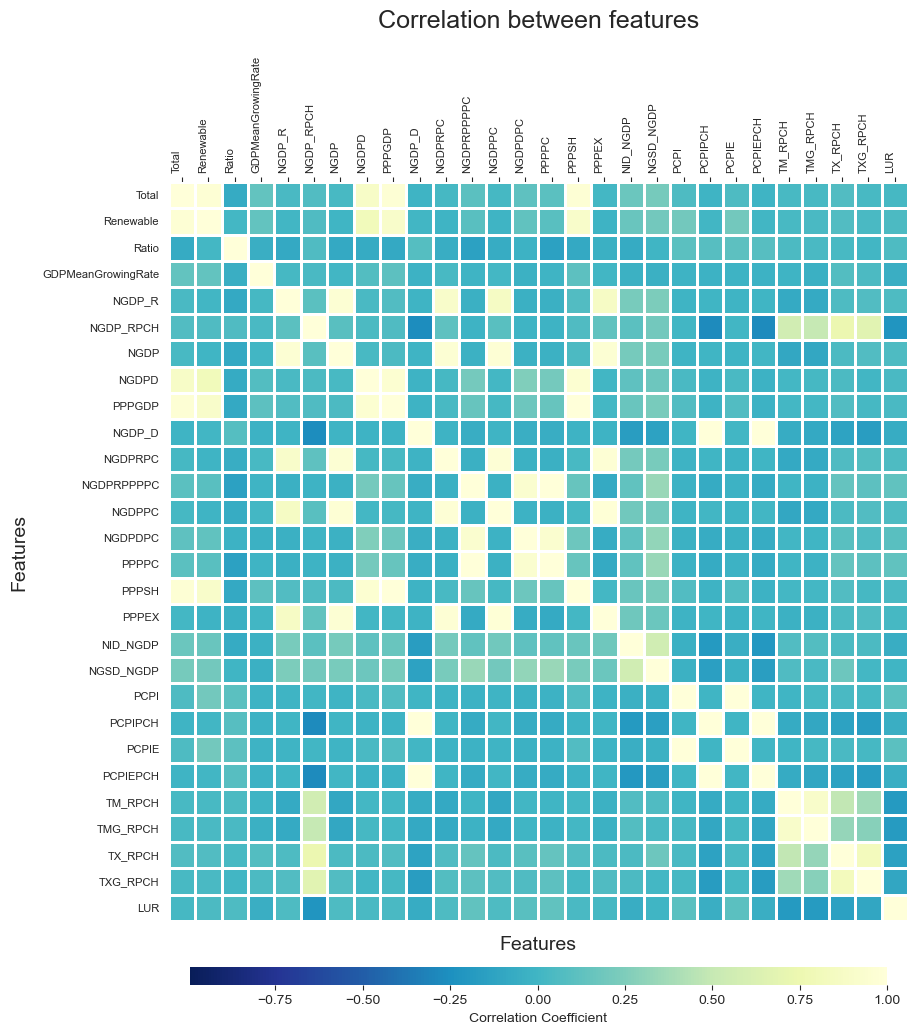 Correlation between features
Total
Renewable
Ratio
GDPMeanGrowingRate
NGDP_R
NGDP_RPCH
NGDP
NGDPD
PPPGDP
NGDP_D
NGDPRPC
NGDPRPPPPC
NGDPPC
NGDPDPC
PPPPC
PPPSH
PPPEX
NID_NGDP
NGSD_NGDP
PCPI
PCPIPCH
PCPIE
PCPIEPCH
TM_RPCH
TMG_RPCH
TX_RPCH
TXG_RPCH
LUR
Features
Total
Renewable
Ratio
GDPMeanGrowingRate
NGDP_R
NGDP_RPCH
NGDP
NGDPD
PPPGDP
NGDP_D
NGDPRPC
NGDPRPPPPC
NGDPPC
NGDPDPC
PPPPC
PPPSH
PPPEX
NID_NGDP
NGSD_NGDP
PCPI
PCPIPCH
PCPIE
PCPIEPCH
TM_RPCH
TMG_RPCH
TX_RPCH
TXG_RPCH
LUR
Features
−0.75 −0.50 −0.25 0.00 0.25 0.50 0.75 1.00
Correlation Coefficient